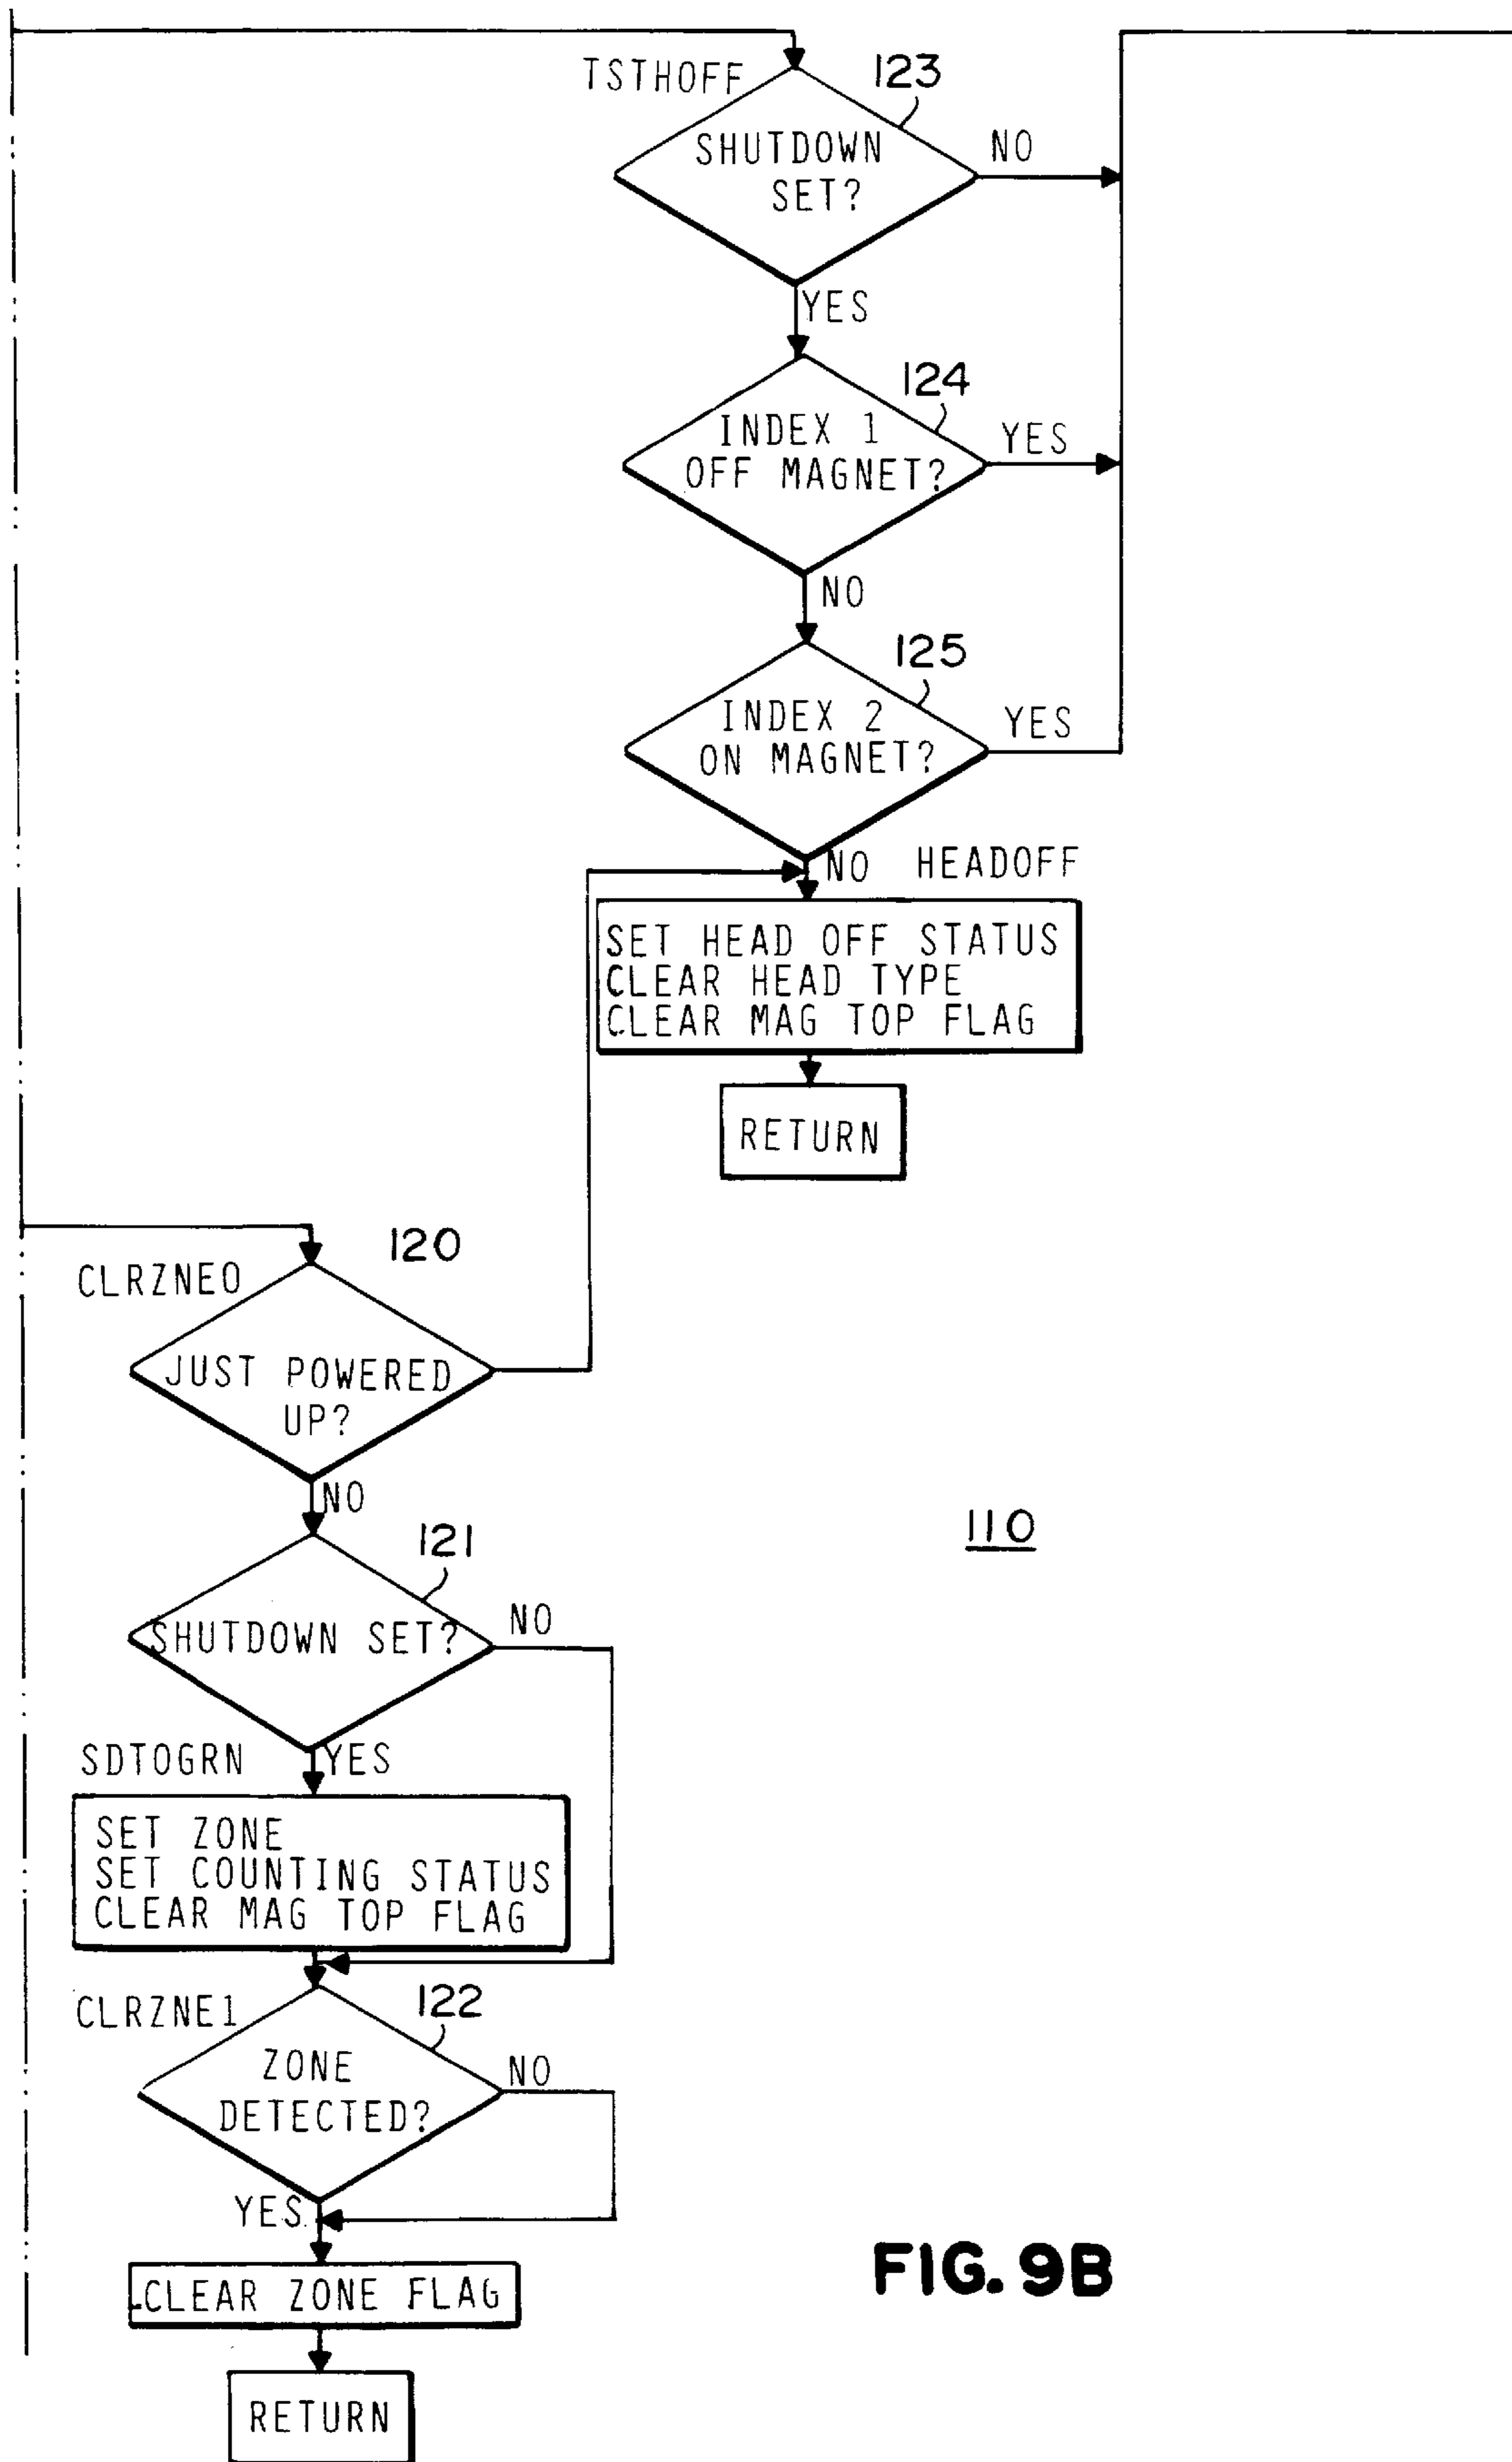 TSTHOFF
123
SHUTDOWN
SET?
NO
YES
124
INDEX 1
OFF MAGNET?
YES
NO
125
INDEX 2
ON MAGNET?
YES
NO
HEADOFF
SET HEAD OFF STATUS
CLEAR HEAD TYPE
CLEAR MAG TOP FLAG
RETURN
120
CLRZNE0
JUST POWERED
UP?
NO
110
121
SHUTDOWN SET?
NO
SDTOGRN
YES
SET ZONE
SET COUNTING STATUS
CLEAR MAG TOP FLAG
CLRZNE1
122
ZONE
DETECTED?
NO
YES
CLEAR ZONE FLAG
RETURN
FIG. 9B